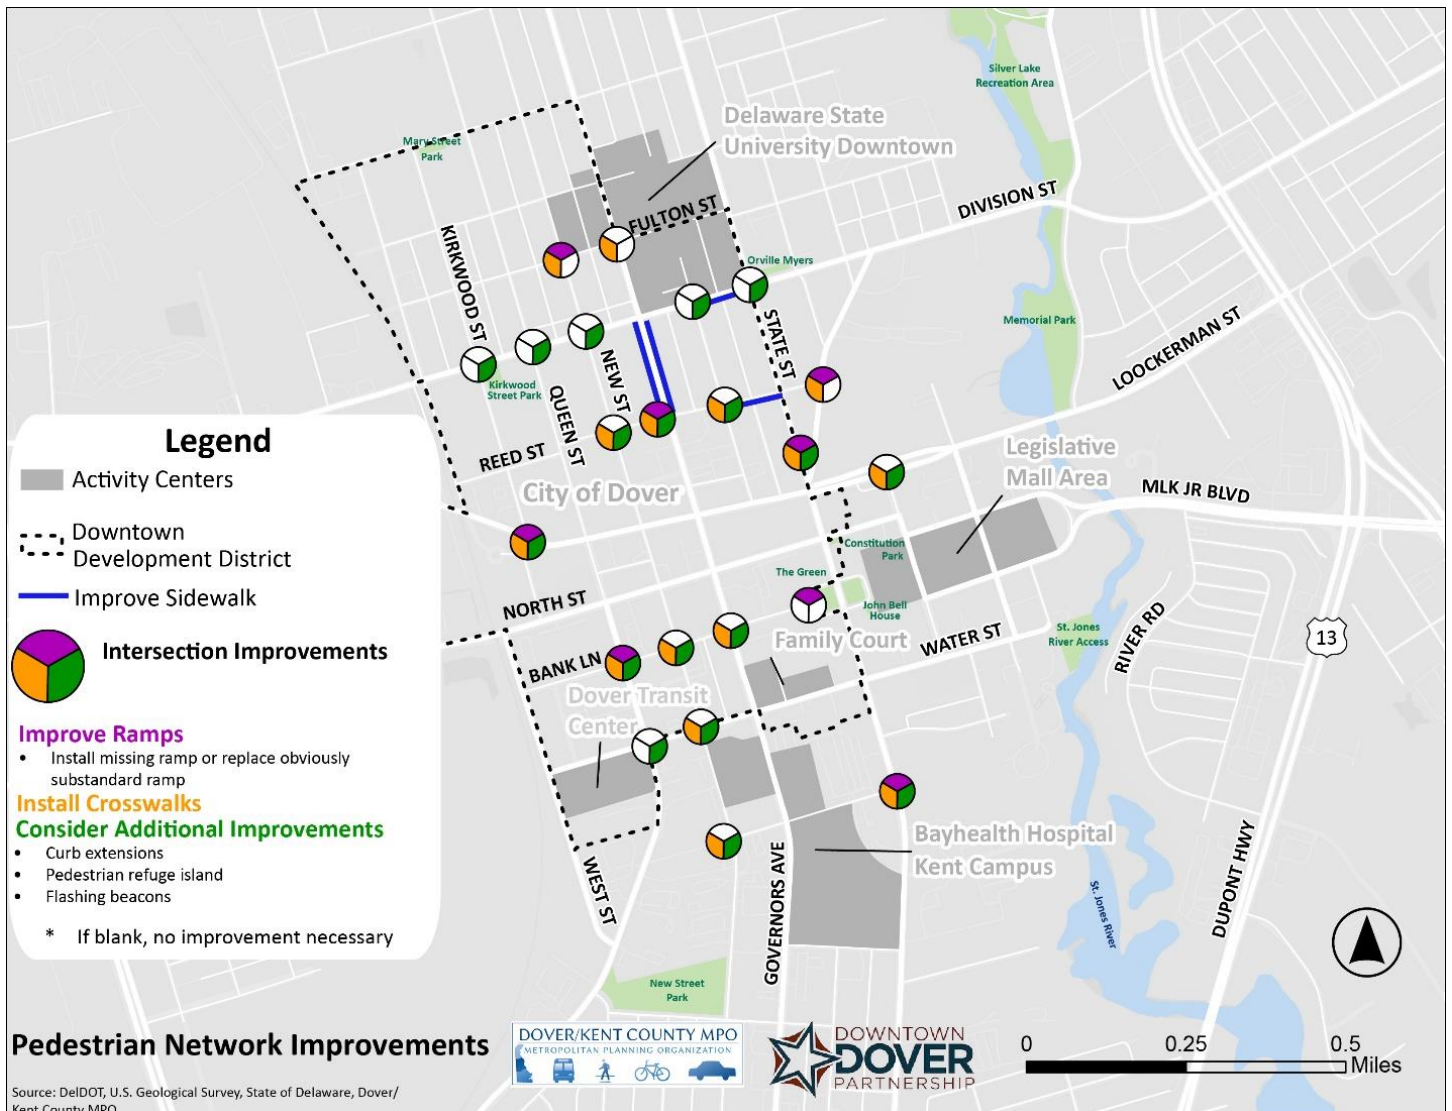 Silver Lake
Recreation Area
Delaware State
University Downtown
Mary Street
Park
DIVISION ST
FULTON ST
KIRKWOOD ST
Orville Myers
Memorial Park
STATE ST
LOOCKERMAN ST
NEW ST
Kirkwood
Street Park
QUEEN ST
REED ST
Legislative
Mall Area
City of Dover
MLK JR BLVD
Constitution
Park
The Green
NORTH ST
John Bell
House
St. Jones
River Access
RIVER RD
13
Family Court
WATER ST
BANK LN
Dover Transit
Center
Bayhealth Hospital
Kent Campus
WEST ST
GOVERNORS AVE
DUPONT HWY
St. Jones River
New Street
Park
Legend
Activity Centers
Downtown
Development District
Improve Sidewalk
Intersection Improvements
Improve Ramps
• Install missing ramp or replace obviously
substandard ramp
Install Crosswalks
Consider Additional Improvements
• Curb extensions
• Pedestrian refuge island
• Flashing beacons
* If blank, no improvement necessary
Pedestrian Network Improvements
DOVER/KENT COUNTY MPO
METROPOLITAN PLANNING ORGANIZATION
DOWNTOWN
DOVER
PARTNERSHIP
0 0.25 0.5
Miles
Source: DelDOT, U.S. Geological Survey, State of Delaware, Dover/
Kent County MPO